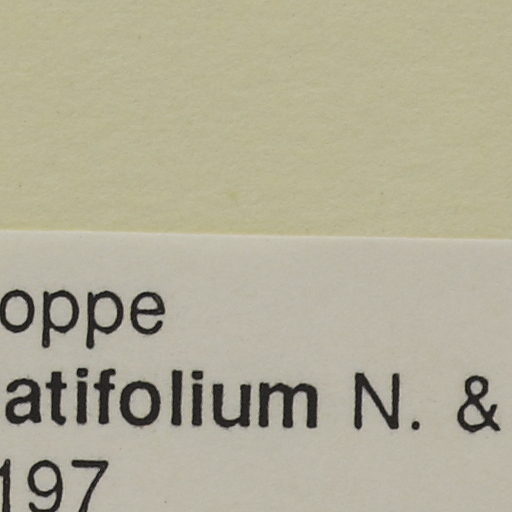 oppe
atifolium N. &
197